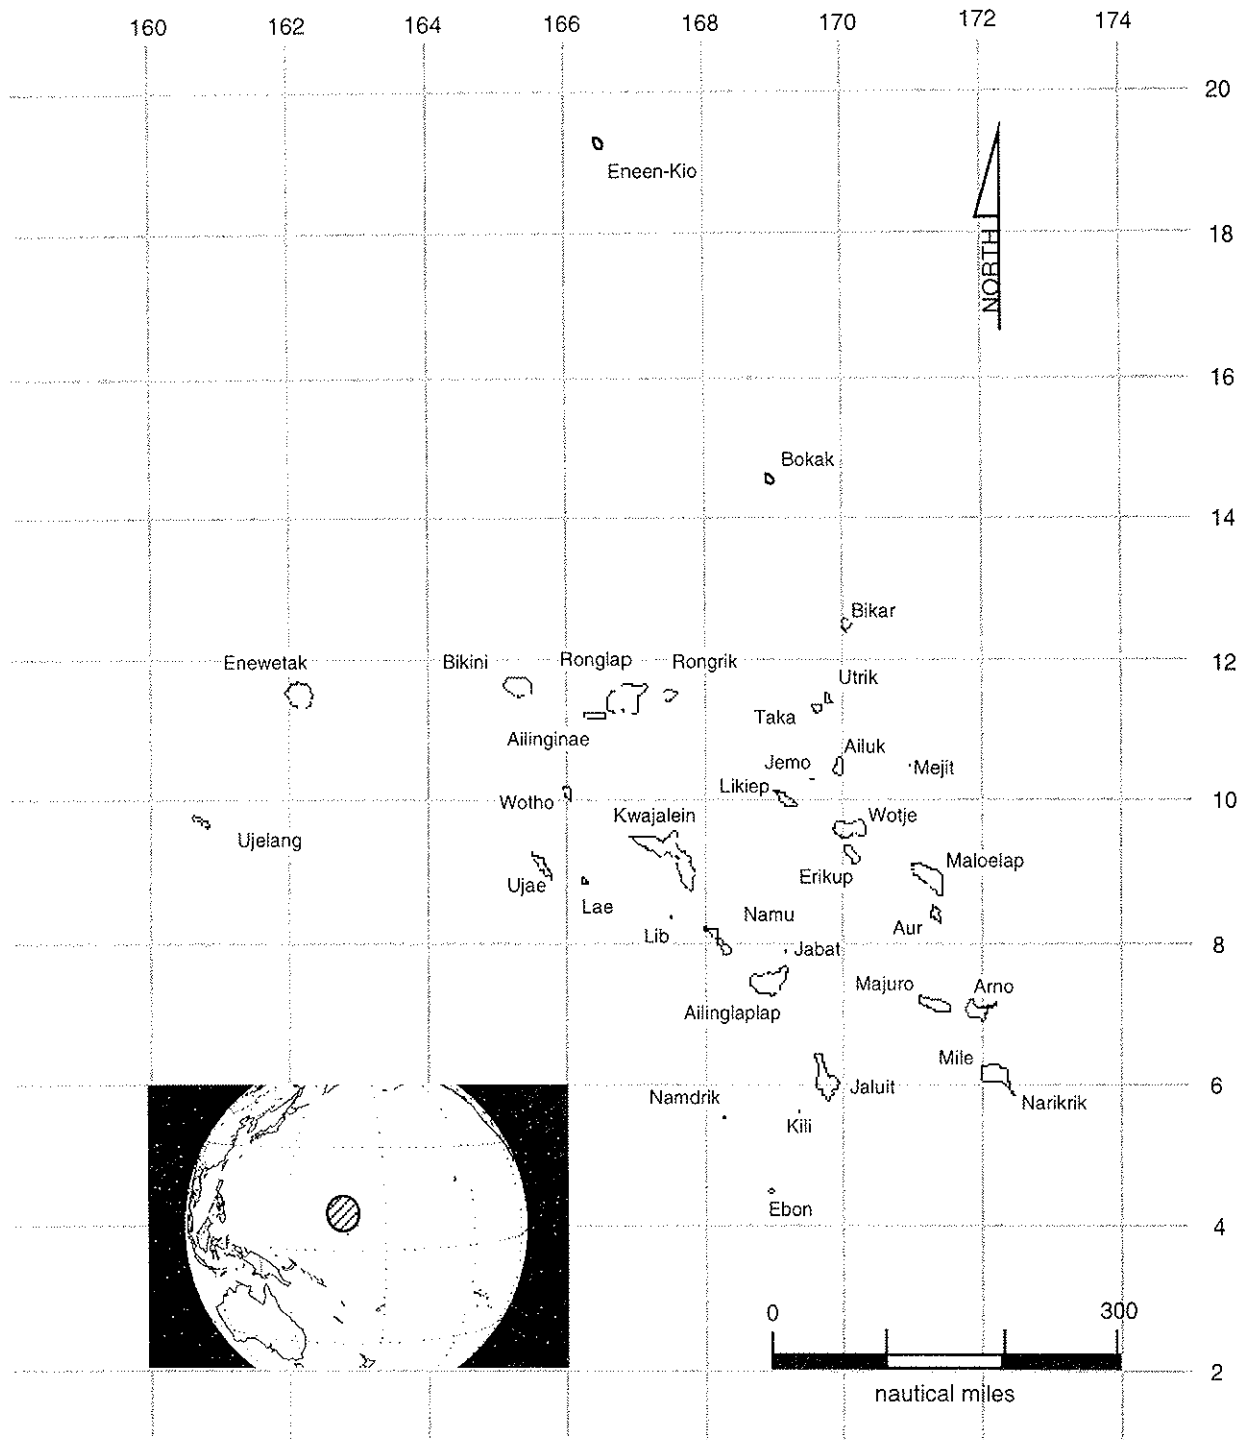 160 162 164 166 168 170 172 174
20
Eneen-Kio
NORTH
18
16
Bokak
14
Bikar
Enewetak Bikini Ronglap Rongrik 12
Utrik
Taka
Ailinginae
Ailuk
Jemo Mejit
Likiep
Wotho 10
Kwajalein Wotje
Ujelang
Maloelap
Erikup
Ujae
Lae
Namu
Aur
Lib
Jabat 8
Majuro Arno
Ailinglaplap
Mile
Jaluit 6
Namdrik
Narikrik
Kili
Ebon
4
0 300
2
nautical miles